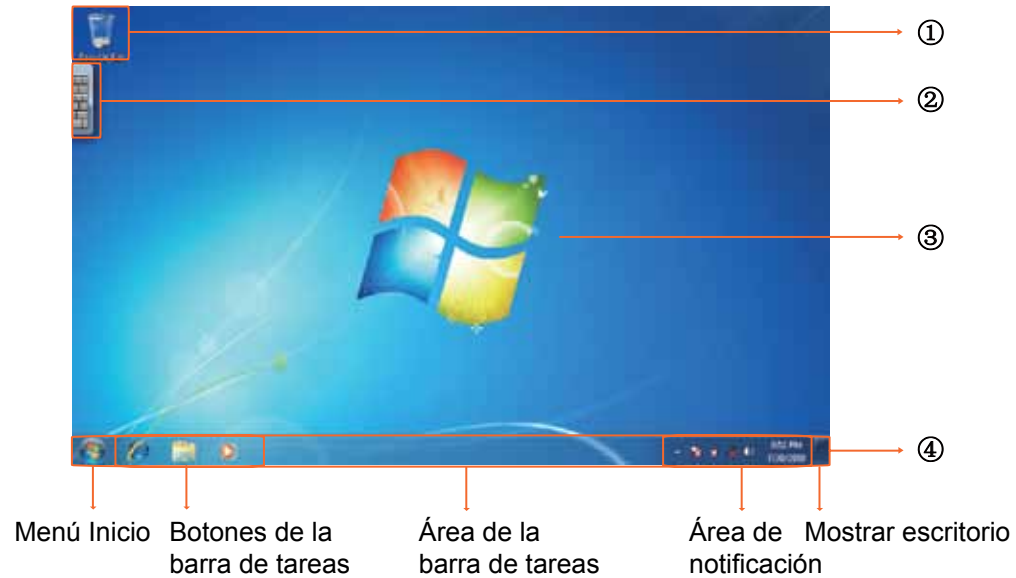 ①
②
③
④
Menú Inicio
Botones de la
barra de tareas
Área de la
barra de tareas
Área de
notificación
Mostrar escritorio